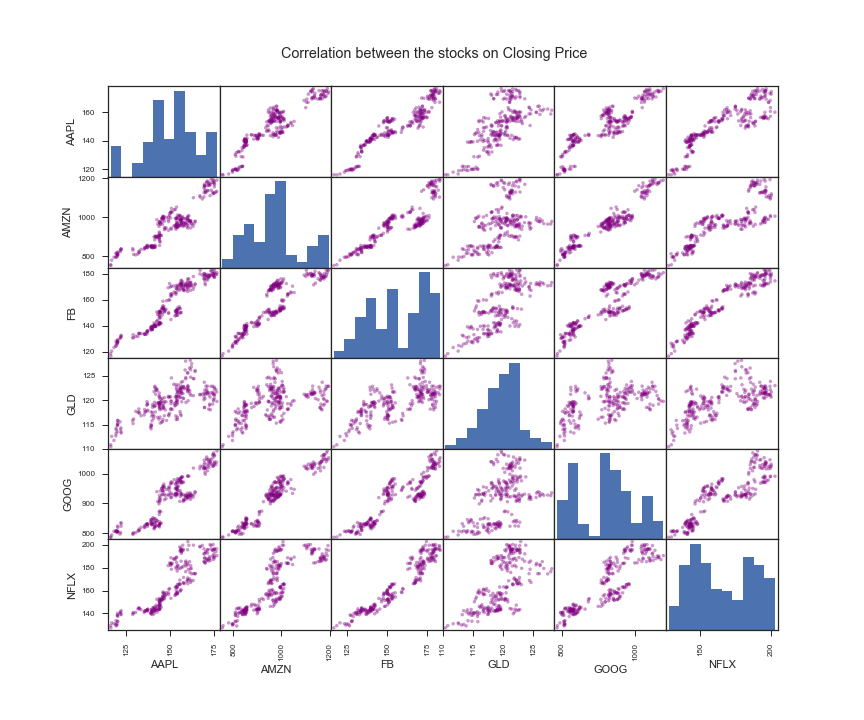 Correlation between the stocks on Closing Price
AAPL
160
140
120
AMZN
1200
1000
800
FB
180
160
140
120
GLD
125
120
115
110
GOOG
1000
900
800
NFLX
200
180
160
140
125 150 175 800 1000 1200 125 150 175 110 115 120 125 800 1000 150 200
AAPL AMZN FB GLD GOOG NFLX